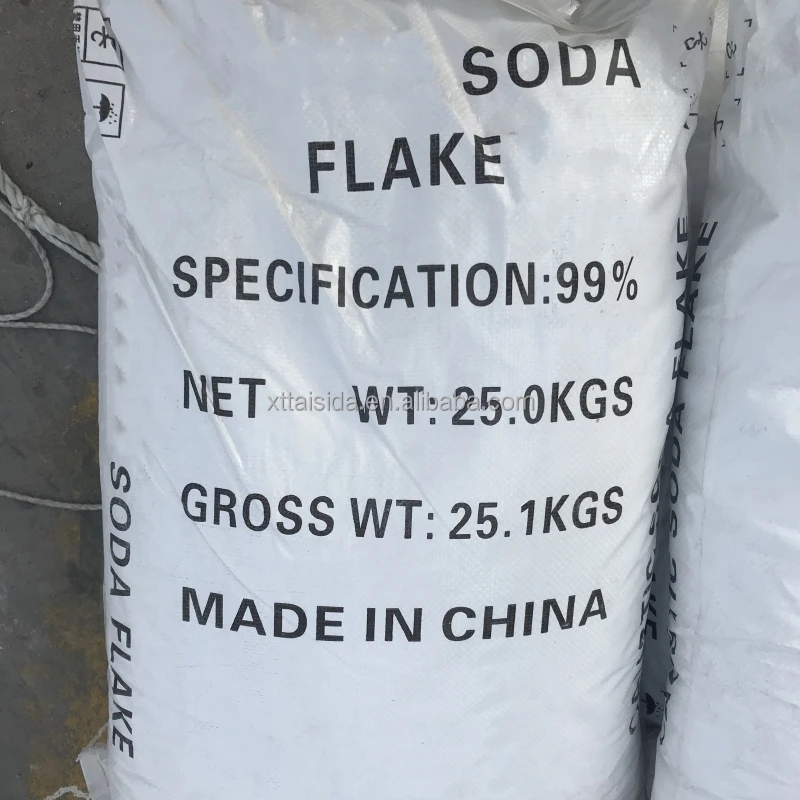 SODA
FLAKE
SPECIFICATION:99%
NET WT:25.0KGS
xttaisida.en.alibaba.com
GROSS WT: 25.1KGS
MADE IN CHINA
SODA FLAKE
CAUSTIC SODA FLAKE